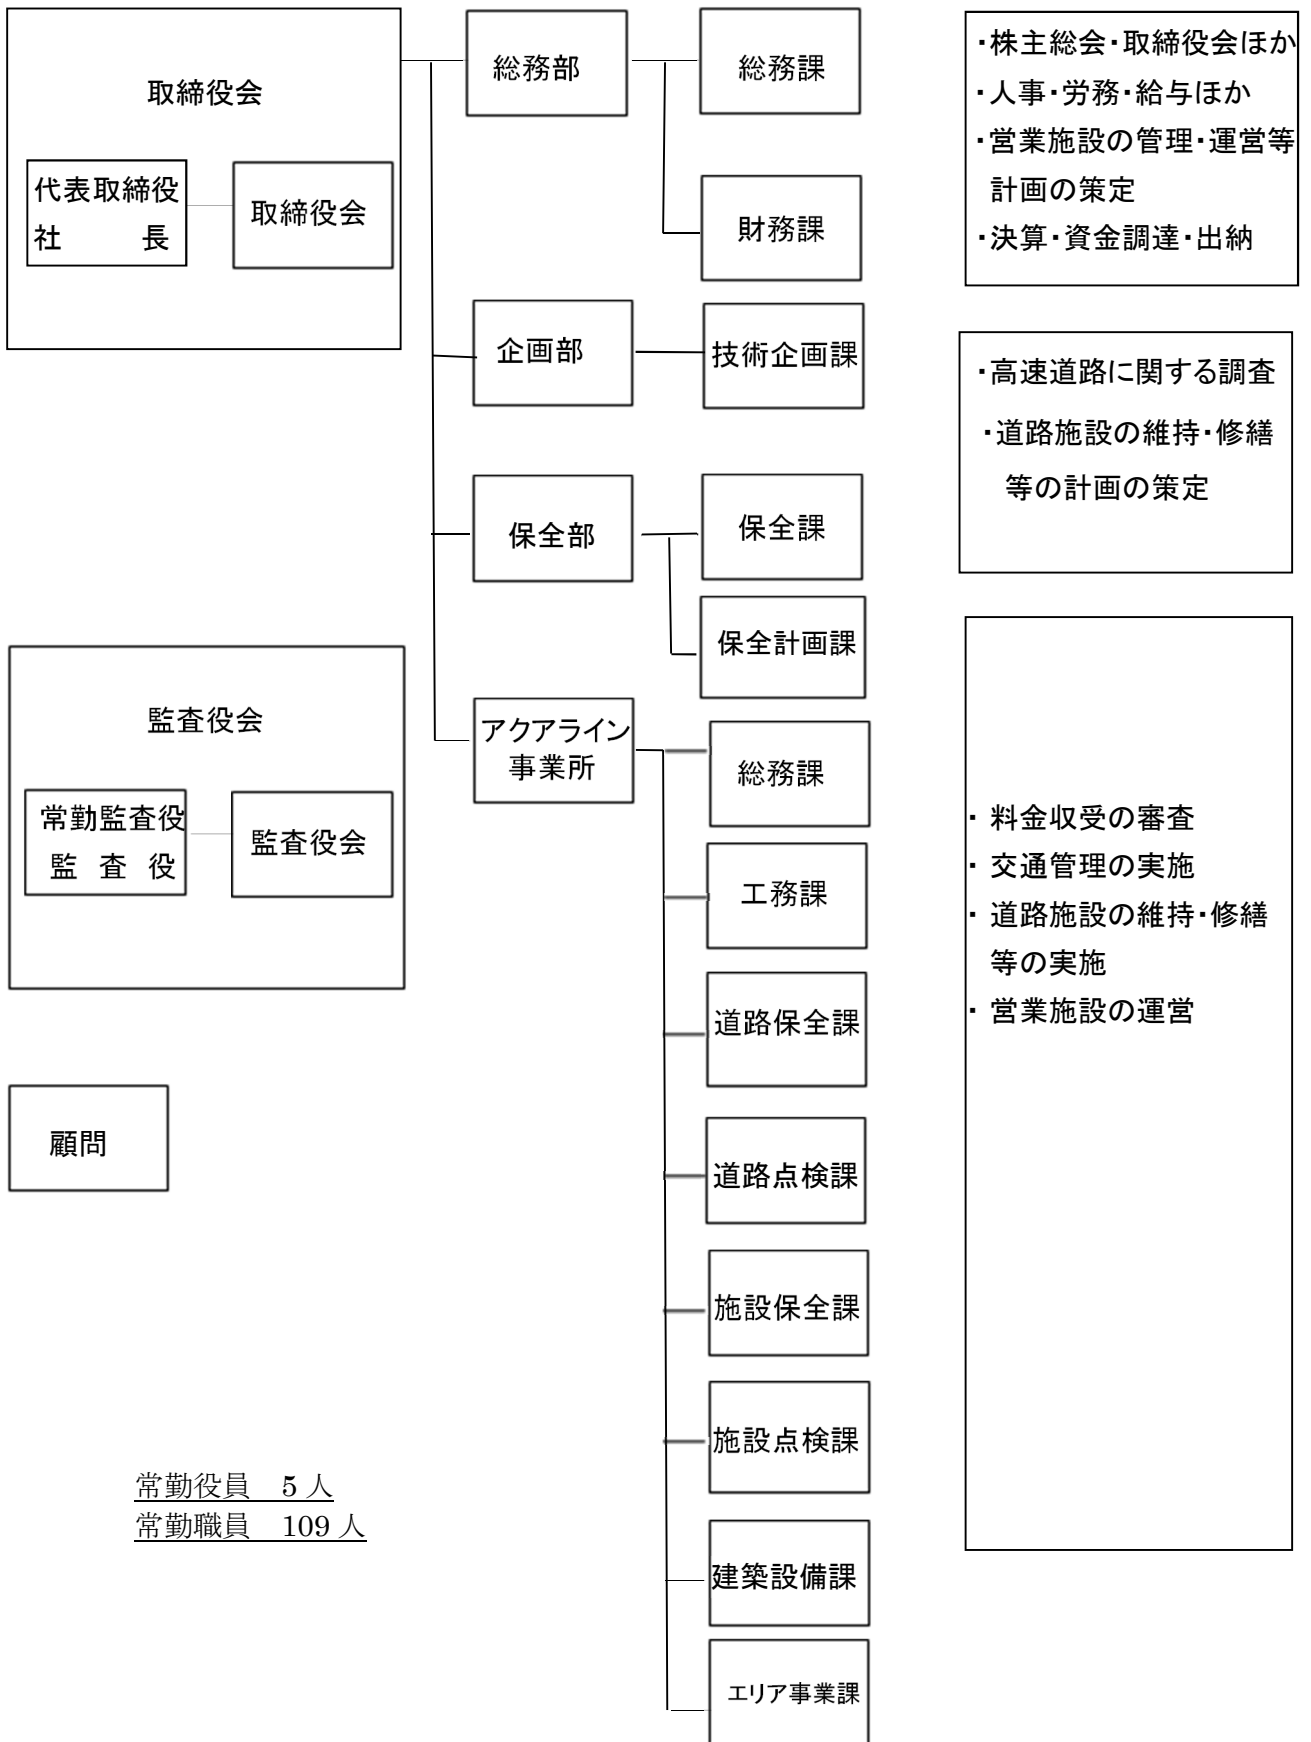 取締役会
代表取締役
社　　長
取締役会
総務部
総務課
財務課
企画部
技術企画課
保全部
保全課
保全計画課
アクアライン
事業所
総務課
工務課
道路保全課
道路点検課
施設保全課
施設点検課
建築設備課
エリア事業課
監査役会
常勤監査役
監　査　役
監査役会
顧問
常勤役員　5 人
常勤職員　109 人
・株主総会・取締役会ほか
・人事・労務・給与ほか
・営業施設の管理・運営等
計画の策定
・決算・資金調達・出納
・高速道路に関する調査
・道路施設の維持・修繕
等の計画の策定
・ 料金収受の審査
・ 交通管理の実施
・ 道路施設の維持・修繕
等の実施
・ 営業施設の運営